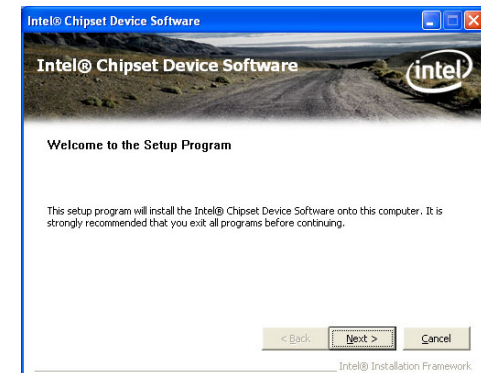 Intel® Chipset Device Software
Intel® Chipset Device Software
intel
Welcome to the Setup Program
This setup program will install the Intel® Chipset Device Software onto this computer. It is
strongly recommended that you exit all programs before continuing.
< Back Next > Cancel
Intel® Installation Framework